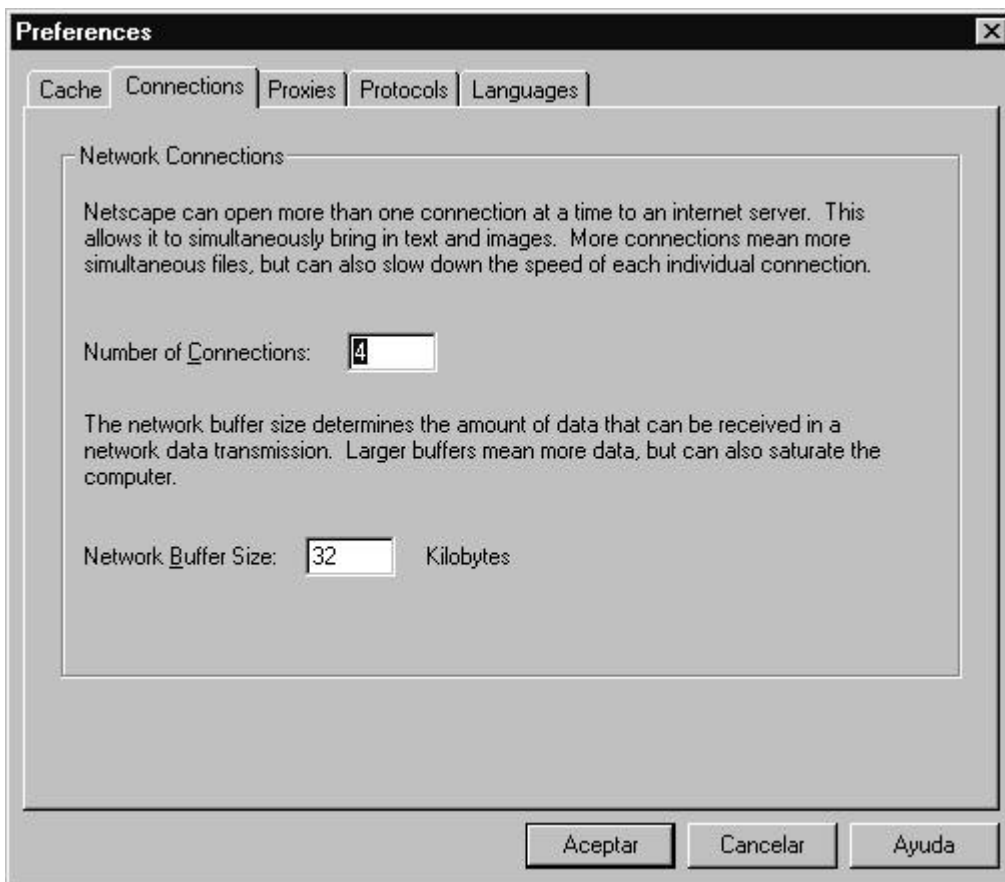 Preferences
Cache Connections Proxies Protocols Languages
Network Connections
Netscape can open more than one connection at a time to an internet server. This
allows it to simultaneously bring in text and images. More connections mean more
simultaneous files, but can also slow down the speed of each individual connection.
Number of Connections: 4
The network buffer size determines the amount of data that can be received in a
network data transmission. Larger buffers mean more data, but can also saturate the
computer.
Network Buffer Size: 32 Kilobytes
Aceptar Cancelar Ayuda